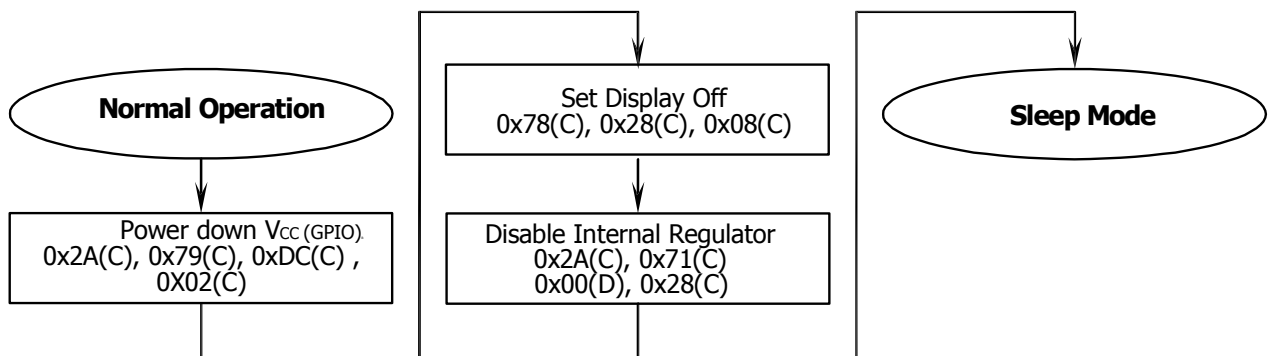 Normal Operation
Power down VCC (GPIO).
0x2A(C), 0x79(C), 0xDC(C) ,
0X02(C)
Set Display Off
0x78(C), 0x28(C), 0x08(C)
Disable Internal Regulator
0x2A(C), 0x71(C)
0x00(D), 0x28(C)
Sleep Mode